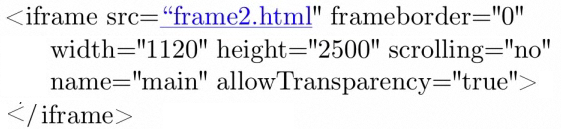 <iframe src=“frame2.html" frameborder="0"
width="1120" height="2500" scrolling="no"
name="main" allowTransparency="true">
</iframe>